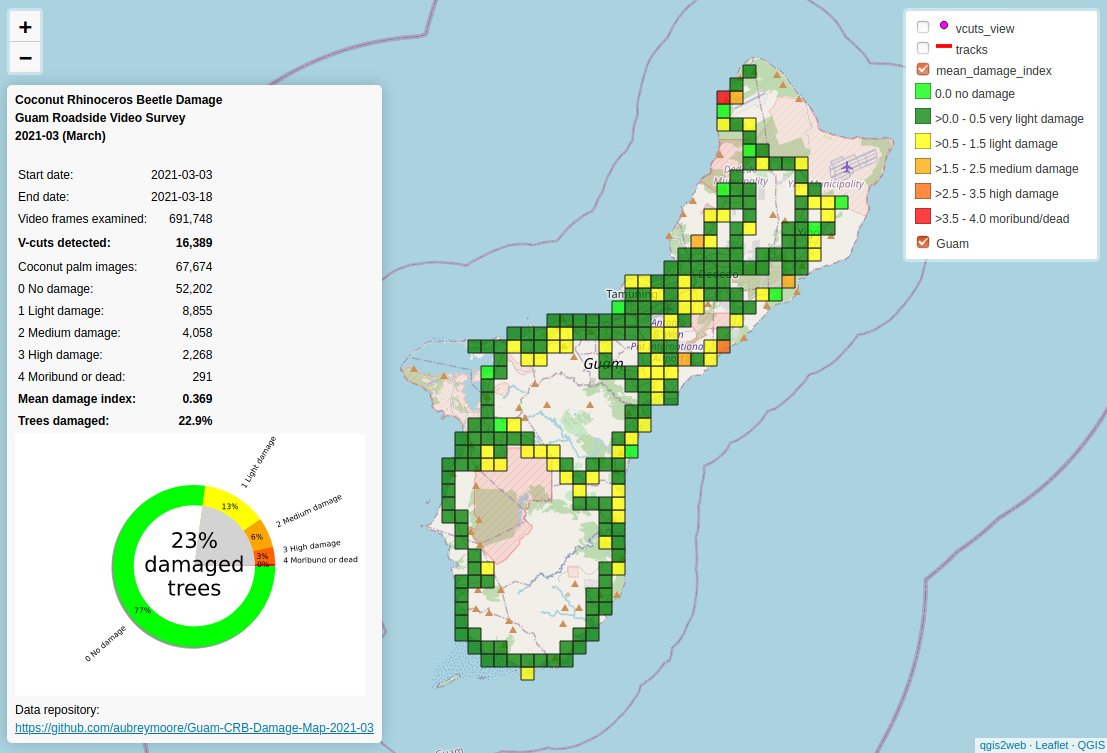 +
−
Coconut Rhinoceros Beetle Damage
Guam Roadside Video Survey
2021-03 (March)
Start date: 2021-03-03
End date: 2021-03-18
Video frames examined: 691,748
V-cuts detected: 16,389
Coconut palm images: 67,674
0 No damage: 52,202
1 Light damage: 8,855
2 Medium damage: 4,058
3 High damage: 2,268
4 Moribund or dead: 291
Mean damage index: 0.369
Trees damaged: 22.9%
1 Light damage
13%
2 Medium damage
6%
3 High damage
3%
4 Moribund or dead
0%
23%
damaged
trees
77%
0 No damage
Data repository:
https://github.com/aubreymoore/Guam-CRB-Damage-Map-2021-03
vcuts_view
tracks
mean_damage_index
0.0 no damage
>0.0 - 0.5 very light damage
>0.5 - 1.5 light damage
>1.5 - 2.5 medium damage
>2.5 - 3.5 high damage
>3.5 - 4.0 moribund/dead
Guam
Municipality
Municipality
Dededo
Tamuning
Guam
Guam
qgis2web · Leaflet · QGIS